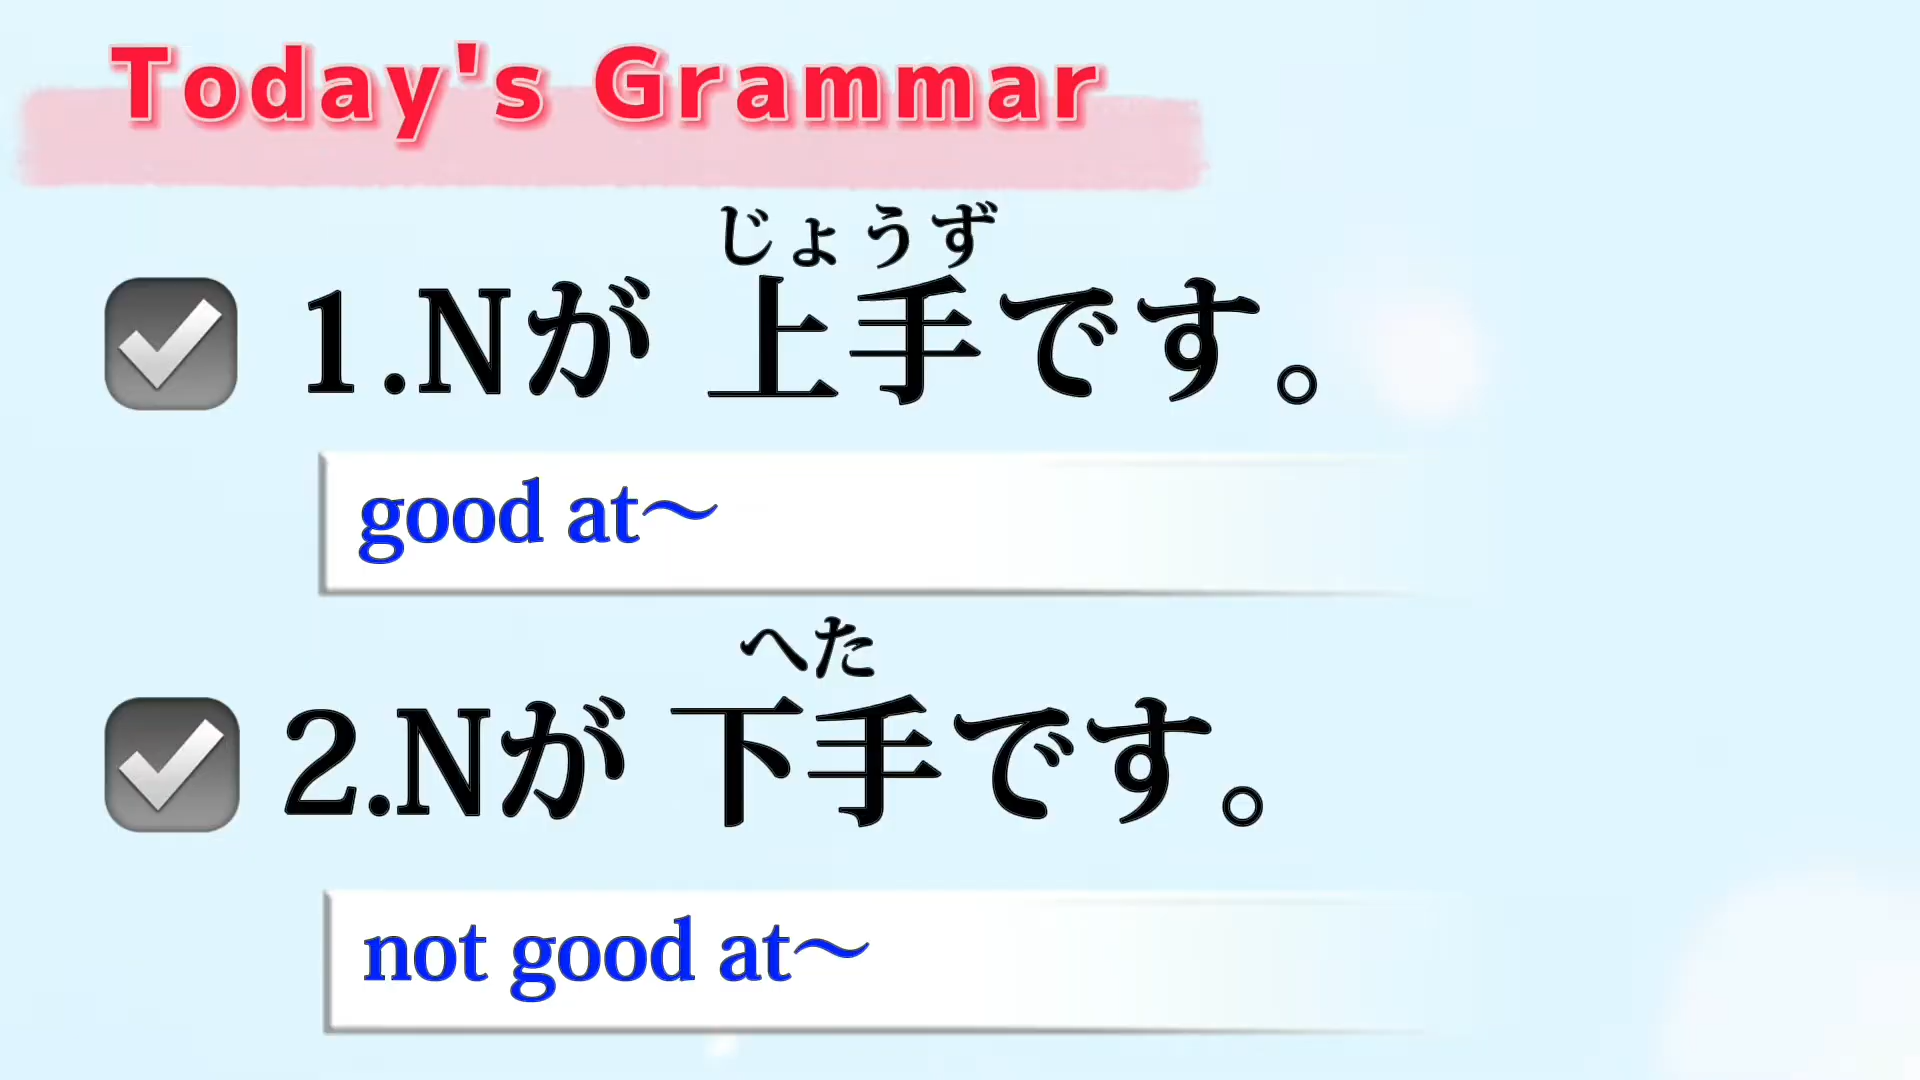 Today's Grammar
じょうず
1.Nが 上手です。
good at～
へた
2.Nが 下手です。
not good at～